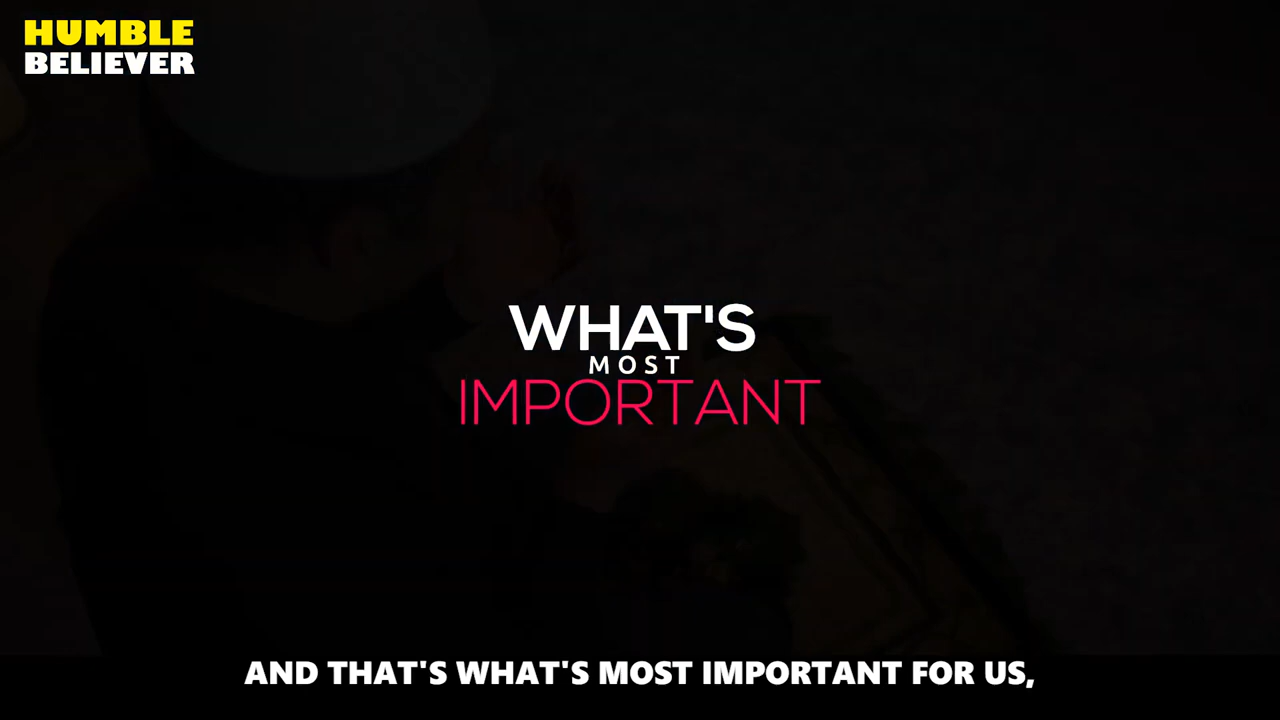 HUMBLE
BELIEVER
WHAT'S
MOST
IMPORTANT
AND THAT'S WHAT'S MOST IMPORTANT FOR US,